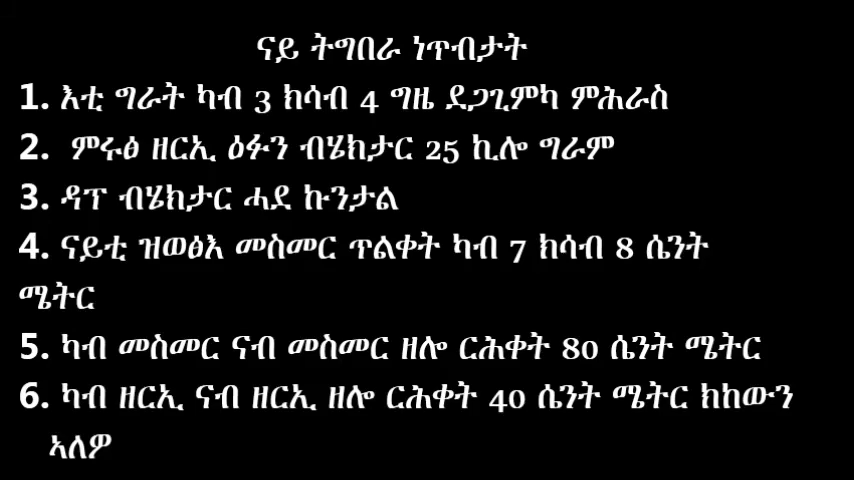 ናይ ትግበራ ነጥብታት
1. እቲ ግራት ካብ 3 ክሳብ 4 ግዜ ደጋጊምካ ምሕራስ
2. ምሩፅ ዘርኢ ዕፉን ብሄክታር 25 ኪሎ ግራም
3. ዳፕ ብሄክታር ሓደ ኩንታል
4. ናይቲ ዝወፅእ መስመር ጥልቀት ካብ 7 ክሳብ 8 ሴንት
ሜትር
5. ካብ መስመር ናብ መስመር ዘሎ ርሕቀት 80 ሴንት ሜትር
6. ካብ ዘርኢ ናብ ዘርኢ ዘሎ ርሕቀት 40 ሴንት ሜትር ክከውን
ኣለዎ